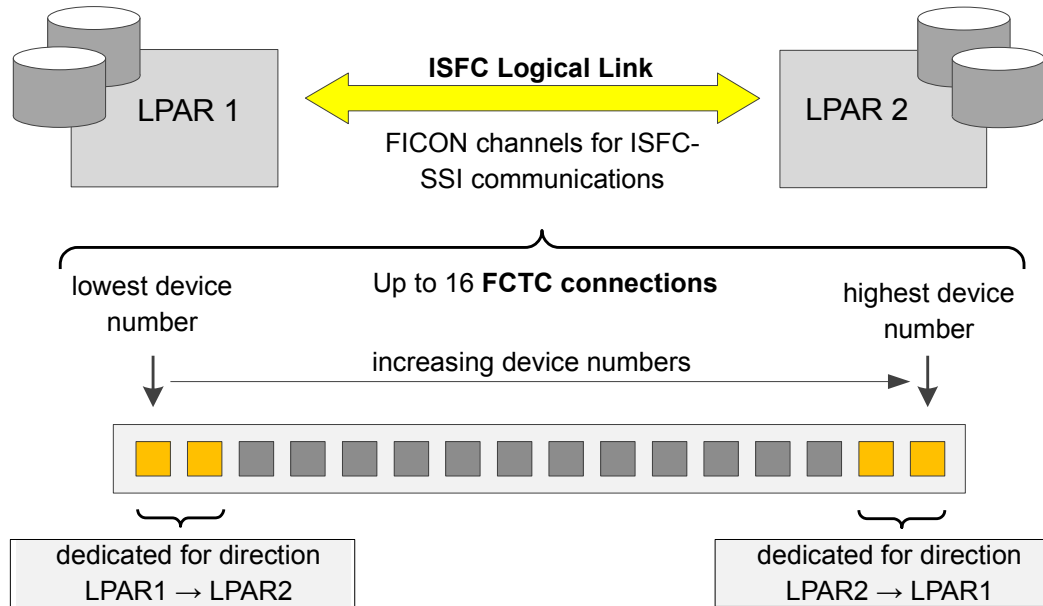 LPAR 1
ISFC Logical Link
LPAR 2
FICON channels for ISFC-
SSI communications
lowest device
number
Up to 16 FCTC connections
highest device
number
increasing device numbers
dedicated for direction
LPAR1 → LPAR2
dedicated for direction
LPAR2 → LPAR1